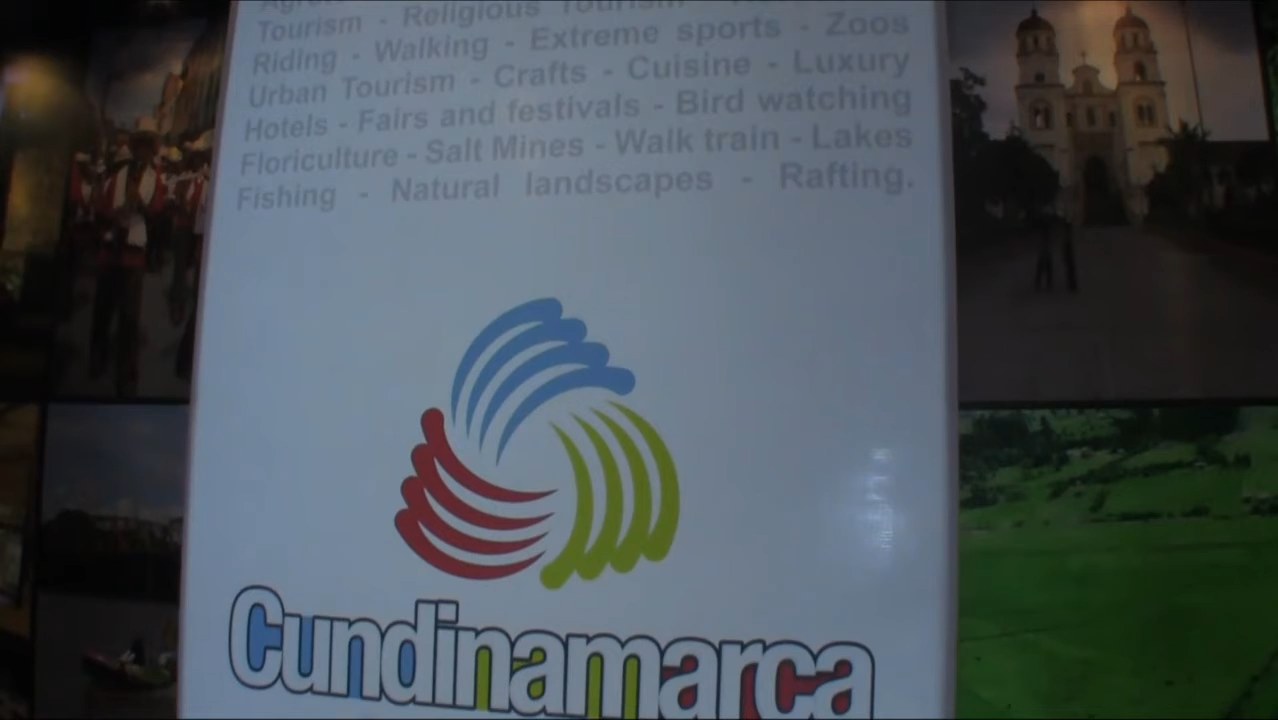 Tourism - Religious Tourism -
Riding - Walking - Extreme sports - Zoos
Urban Tourism - Crafts - Cuisine - Luxury
Hotels - Fairs and festivals - Bird watching
Floriculture - Salt Mines - Walk train - Lakes
Fishing - Natural landscapes - Rafting.
Cundinamarca